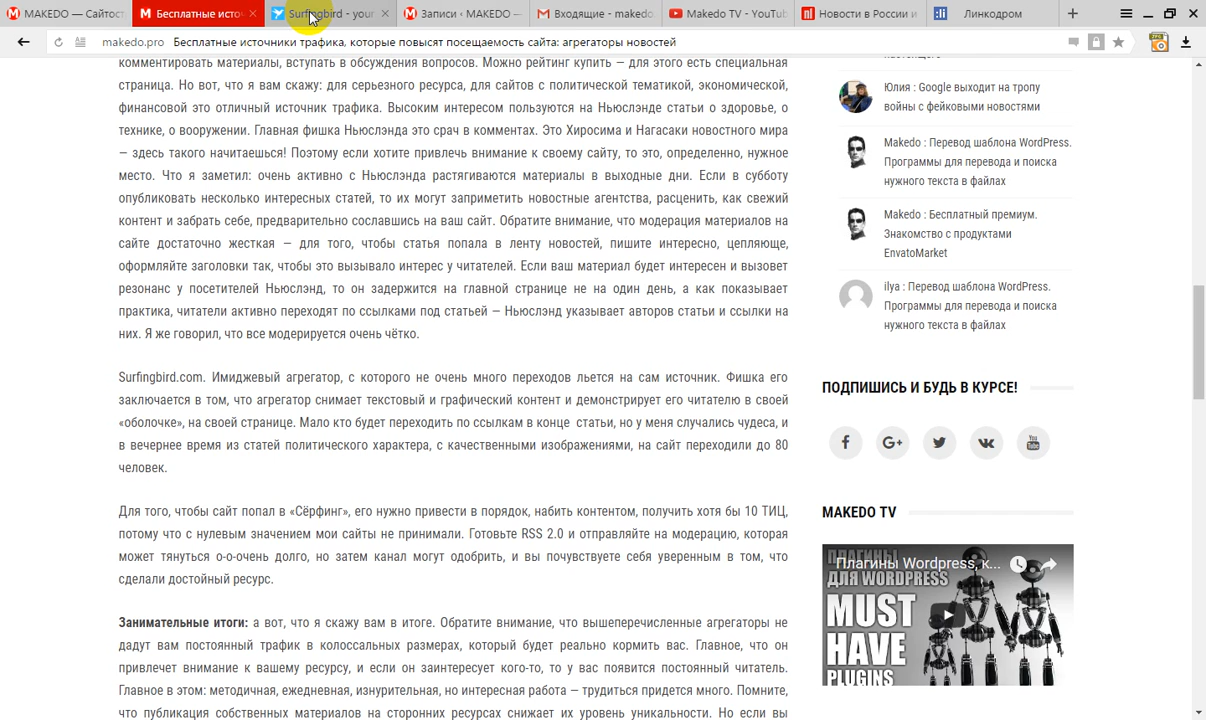 MAKEDO — Сайтост
Бесплатные источ
Surfingbird - your
Записи ‹ MAKEDO —
Входящие - makedo
Makedo TV - YouTub
Новости в России и
Линкодром
makedo.pro Бесплатные источники трафика, которые повысят посещаемость сайта: агрегаторы новостей
комментировать материалы, вступать в обсуждения вопросов. Можно рейтинг купить — для этого есть специальная
страница. Но вот, что я вам скажу: для серьезного ресурса, для сайтов с политической тематикой, экономической,
финансовой это отличный источник трафика. Высоким интересом пользуются на Ньюслэнде статьи о здоровье, о
технике, о вооружении. Главная фишка Ньюслэнда это срач в комментах. Это Хиросима и Нагасаки новостного мира
— здесь такого начитаешься! Поэтому если хотите привлечь внимание к своему сайту, то это, определенно, нужное
место. Что я заметил: очень активно с Ньюслэнда растягиваются материалы в выходные дни. Если в субботу
опубликовать несколько интересных статей, то их могут заприметить новостные агентства, расценить, как свежий
контент и забрать себе, предварительно сославшись на ваш сайт. Обратите внимание, что модерация материалов на
сайте достаточно жесткая — для того, чтобы статья попала в ленту новостей, пишите интересно, цепляюще,
оформляйте заголовки так, чтобы это вызывало интерес у читателей. Если ваш материал будет интересен и вызовет
резонанс у посетителей Ньюслэнд, то он задержится на главной странице не на один день, а как показывает
практика, читатели активно переходят по ссылками под статьей — Ньюслэнд указывает авторов статьи и ссылки на
них. Я же говорил, что все модерируется очень чётко.
Surfingbird.com. Имиджевый агрегатор, с которого не очень много переходов льется на сам источник. Фишка его
заключается в том, что агрегатор снимает текстовый и графический контент и демонстрирует его читателю в своей
«оболочке», на своей странице. Мало кто будет переходить по ссылкам в конце статьи, но у меня случались чудеса, и
в вечернее время из статей политического характера, с качественными изображениями, на сайт переходили до 80
человек.
Для того, чтобы сайт попал в «Сёрфинг», его нужно привести в порядок, набить контентом, получить хотя бы 10 ТИЦ,
потому что с нулевым значением мои сайты не принимали. Готовьте RSS 2.0 и отправляйте на модерацию, которая
может тянуться о-о-очень долго, но затем канал могут одобрить, и вы почувствуете себя уверенным в том, что
сделали достойный ресурс.
Занимательные итоги: а вот, что я скажу вам в итоге. Обратите внимание, что вышеперечисленные агрегаторы не
дадут вам постоянный трафик в колоссальных размерах, который будет реально кормить вас. Главное, что он
привлечет внимание к вашему ресурсу, и если он заинтересует кого-то, то у вас появится постоянный читатель.
Главное в этом: методичная, ежедневная, изнурительная, но интересная работа — трудиться придется много. Помните,
что публикация собственных материалов на сторонних ресурсах снижает их уровень уникальности. Но если вы
Юлия : Google выходит на тропу
войны с фейковыми новостями
Makedo : Перевод шаблона WordPress.
Программы для перевода и поиска
нужного текста в файлах
Makedo : Бесплатный премиум.
Знакомство с продуктами
EnvatoMarket
ilya : Перевод шаблона WordPress.
Программы для перевода и поиска
нужного текста в файлах
ПОДПИШИСЬ И БУДЬ В КУРСЕ!
MAKEDO TV
Плагины Wordpress, к...
ПЛАГИНЫ
ДЛЯ WORDPRESS
MUST
HAVE
PLUGINS